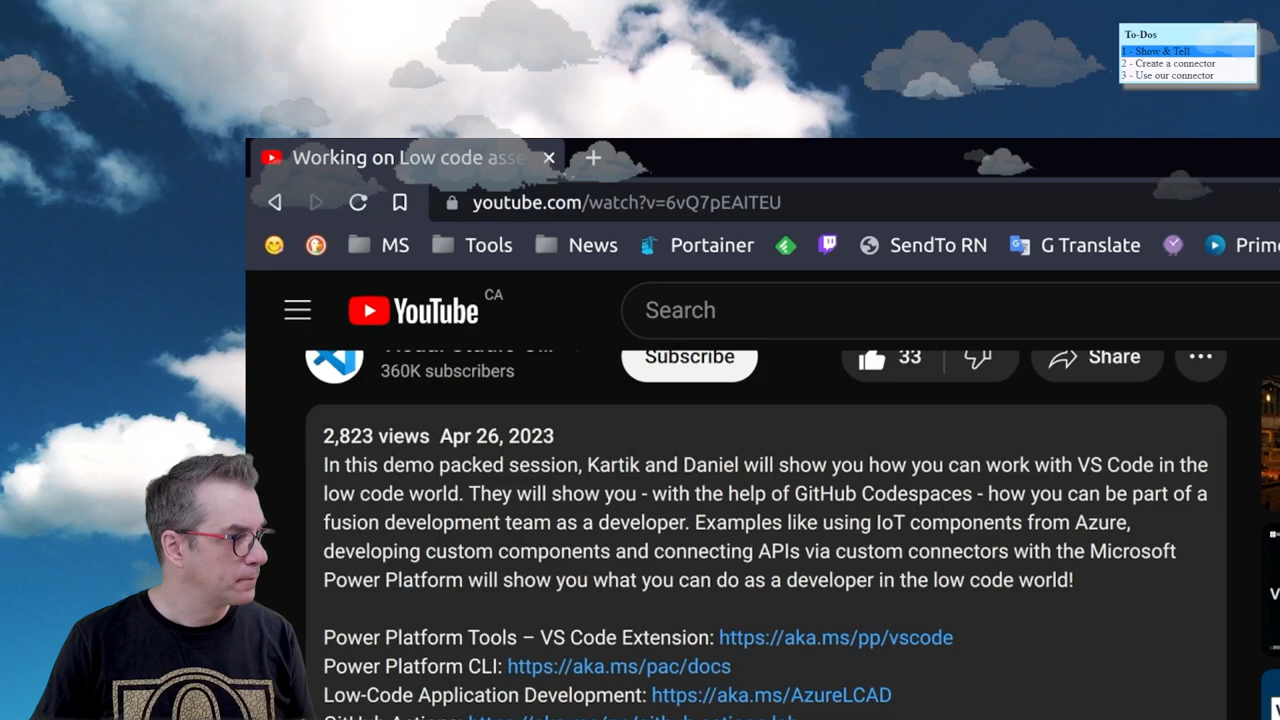 To-Dos
1 - Show & Tell
2 - Create a connector
3 - Use our connector
Working on Low code asse
youtube.com/watch?v=6vQ7pEAITEU
MS
Tools
News
Portainer
SendTo RN
G Translate
Prime
YouTube CA
Search
360K subscribers
Subscribe
33
Share
2,823 views Apr 26, 2023
In this demo packed session, Kartik and Daniel will show you how you can work with VS Code in the
low code world. They will show you - with the help of GitHub Codespaces - how you can be part of a
fusion development team as a developer. Examples like using IoT components from Azure,
developing custom components and connecting APIs via custom connectors with the Microsoft
Power Platform will show you what you can do as a developer in the low code world!
Power Platform Tools – VS Code Extension: https://aka.ms/pp/vscode
Power Platform CLI: https://aka.ms/pac/docs
Low-Code Application Development: https://aka.ms/AzureLCAD